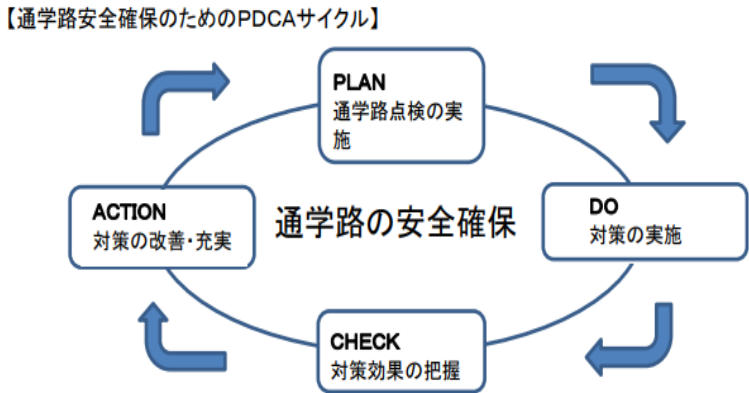 【通学路安全確保のためのPDCAサイクル】
PLAN
通学路点検の実
施
ACTION
対策の改善・充実
通学路の安全確保
DO
対策の実施
CHECK
対策効果の把握